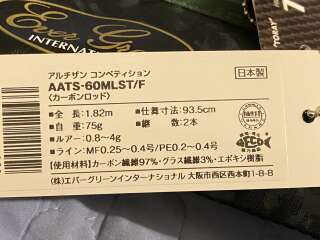 Ever Gr
INTERNATI
TORAY
アルチザン コンペティション
日本製
AATS-60MLST/F
〈カーボンロッド〉
■全長:1.82m ■仕舞寸法:93.5cm
■自重:75g ■継数:2本
■ルアー:0.8~4g
■ライン:MF0.25~0.4号/PE0.2~0.4号
【使用材料】カーボン繊維97%・グラス繊維3%・エポキシ樹脂
(株)エバーグリーンインターナショナル 大阪市西区西本町1-8-8
ECO